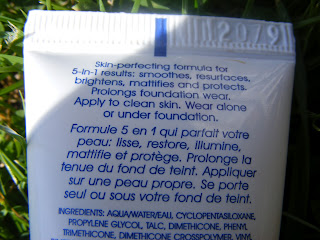 KN2079
Skin-perfecting formula for
5-in-1 results: smoothes, resurfaces,
brightens, mattifies and protects.
Prolongs foundation wear.
Apply to clean skin. Wear alone
or under foundation.
Formule 5 en 1 qui parfait votre
peau: lisse, restore, illumine,
mattifie et protège. Prolonge la
tenue du fond de teint. Appliquer
sur une peau propre. Se porte
seul ou sous votre fond de teint.
INGREDIENTS: AQUA/WATER/EAU, CYCLOPENTASILOXANE,
PROPYLENE GLYCOL, TALC, DIMETHICONE, PHENYL
TRIMETHICONE, DIMETHICONE CROSSPOLYMER, VINYL